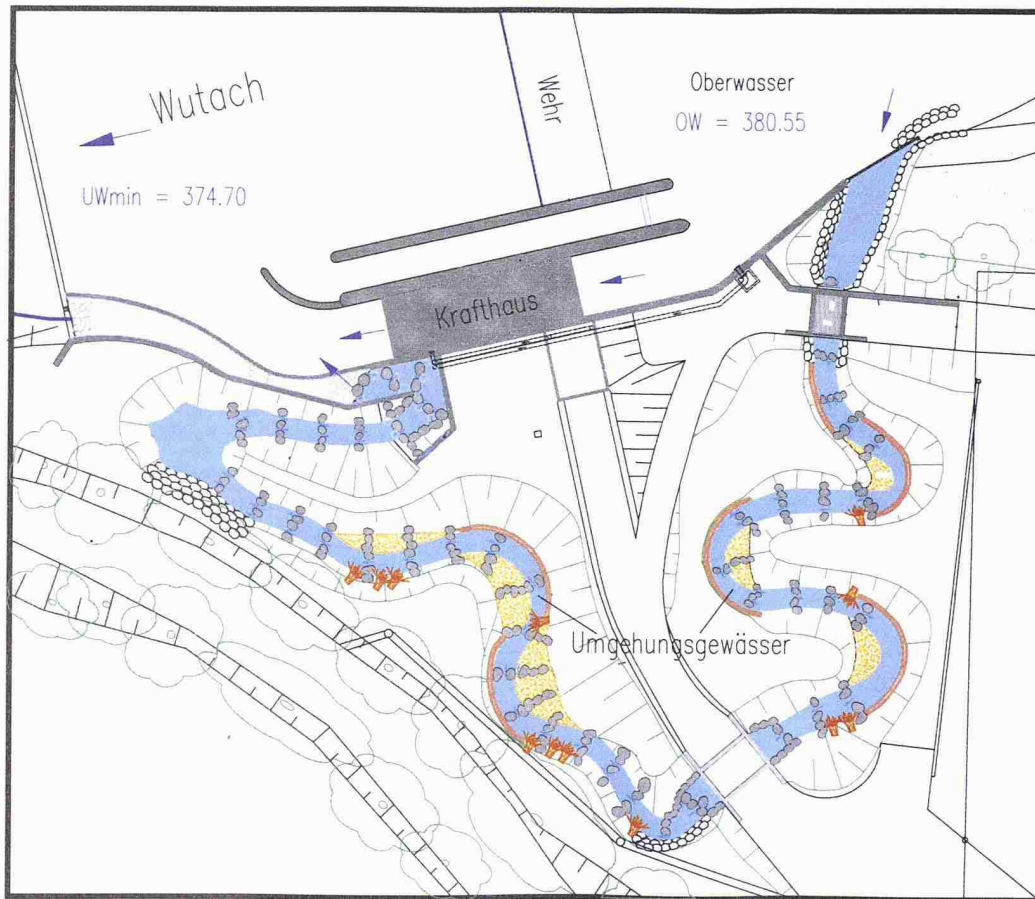 Wutach
Wehr
Oberwasser
OW = 380.55
UWmin = 374.70
Krafthaus
Umgehungsgewässer